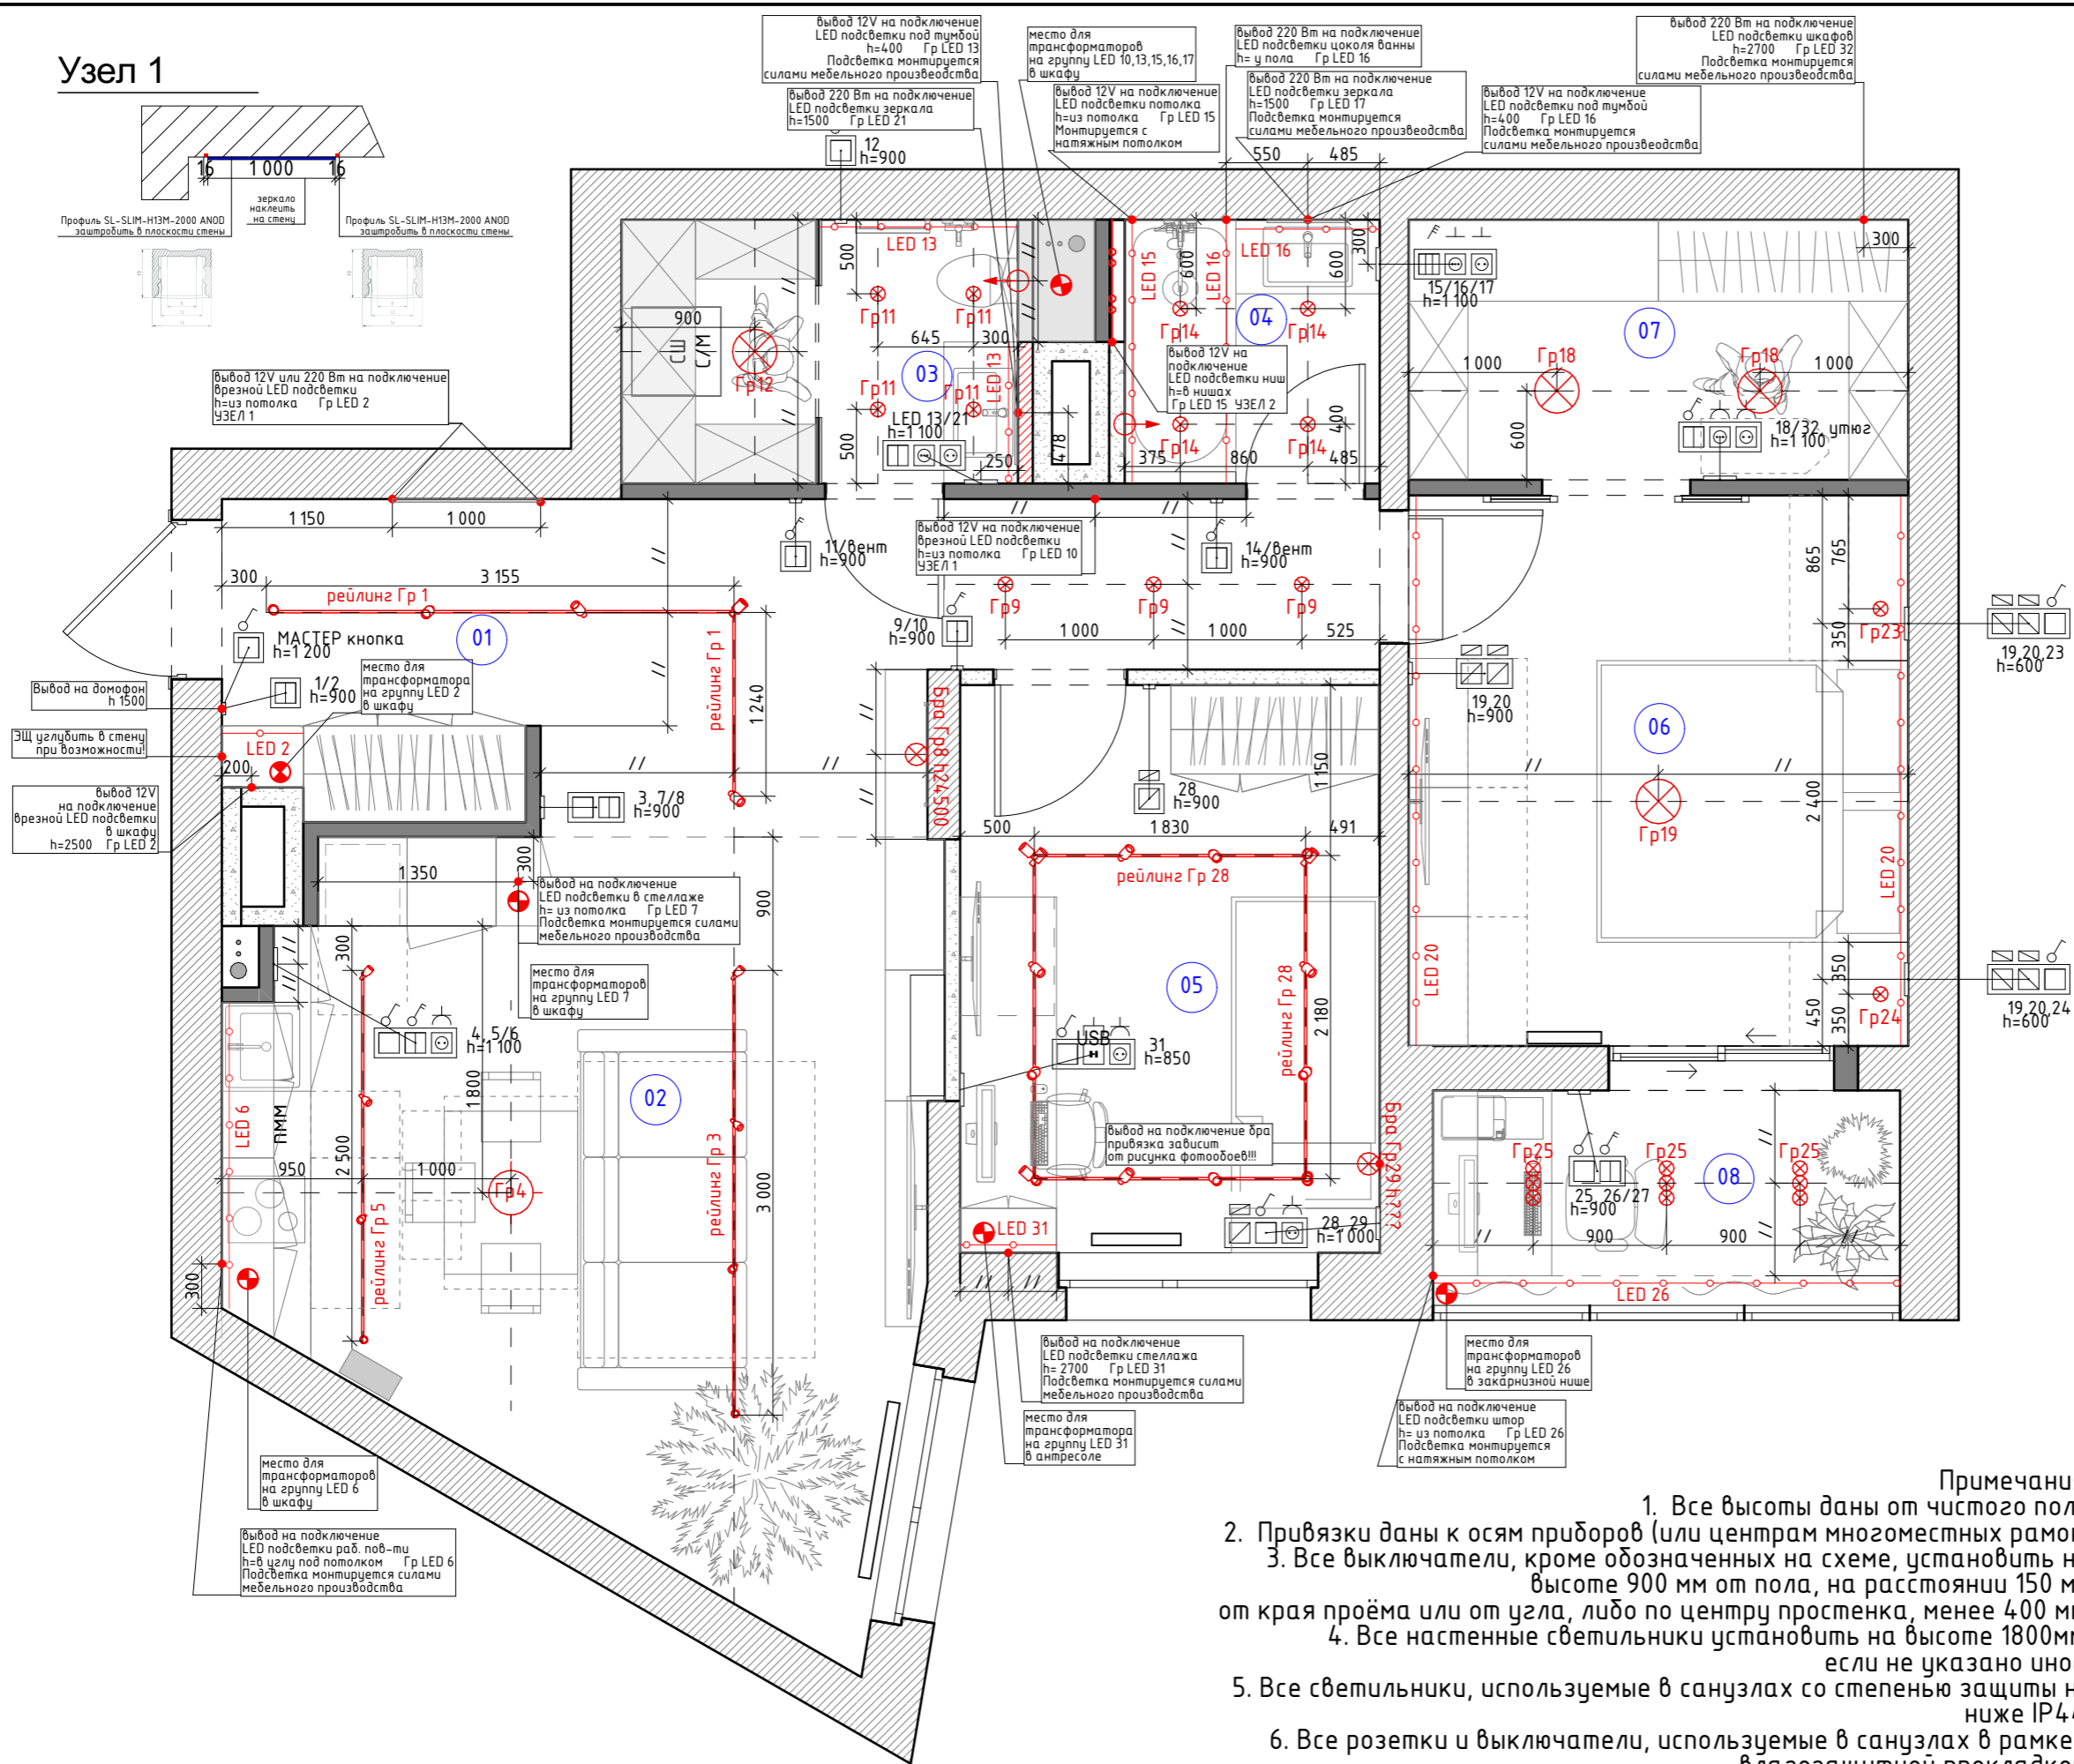 Узел 1
16
1 000
16
зеркало
наклеить
на стену
Профиль SL-SLIM-H13M-2000 ANOD
заштробить в плоскости стены
Профиль SL-SLIM-H13M-2000 ANOD
заштробить в плоскости стены
вывод 12V на подключение
LED подсветки под тумбой
h=400 Гр LED 13
Подсветка монтируется
силами мебельного произвеодства
вывод 220 Вт на подключение
LED подсветки зеркала
h=1500 Гр LED 21
место для
трансформаторов
на группу LED 10,13,15,16,17
в шкафу
вывод 12V на подключение
LED подсветки потолка
h=из потолка Гр LED 15
Монтируется с
натяжным потолком
вывод 220 Вт на подключение
LED подсветки цоколя ванны
h= у пола Гр LED 16
вывод 220 Вт на подключение
LED подсветки зеркала
h=1500 Гр LED 17
Подсветка монтируется
силами мебельного произвеодства
вывод 12V на подключение
LED подсветки под тумбой
h=400 Гр LED 16
Подсветка монтируется
силами мебельного произвеодства
вывод 220 Вт на подключение
LED подсветки шкафов
h=2700 Гр LED 32
Подсветка монтируется
силами мебельного произвеодства
12
h=900
550
485
LED 13
500
Гр11
Гр11
645
300
03
LED 13
Гр11
Гр11
LED 13/21
h=1 100
500
250
478
900
СШ
С/М
Гр12
LED 15
600
LED 16
LED 16
600
300
04
Гр14
Гр14
вывод 12V на
подключение
LED подсветки ниш
h=в нишах
Гр LED 15 УЗЕЛ 2
Гр14
Гр14
400
375
860
485
15/16/17
h=1 100
300
07
1 000
Гр18
Гр18
1 000
600
18/32, утюг
h=1 100
вывод 12V или 220 Вт на подключение
врезной LED подсветки
h=из потолка Гр LED 2
УЗЕЛ 1
1 150
1 000
300
3 155
рейлинг Гр 1
01
МАСТЕР кнопка
h=1 200
1/2
h=900
место для
трансформатора
на группу LED 2
в шкафу
Вывод на домофон
h 1500
ЭЩ углубить в стену
при возможности!
LED 2
200
вывод 12V
на подключение
врезной LED подсветки
в шкафу
h=2500 Гр LED 2
рейлинг Гр 1
1 240
11/вент
h=900
вывод 12V на подключение
врезной LED подсветки
h=из потолка Гр LED 10
УЗЕЛ 1
14/вент
h=900
Гр9
Гр9
Гр9
9/10
h=900
1 000
1 000
525
865
765
350
Гр23
19,20,23
h=600
19,20
h=900
06
Гр19
2 400
LED 20
LED 20
350
450
350
Гр24
19,20,24
h=600
Бра Гр8 h24500
3, 7/8
h=900
28
h=900
1 150
500
1 830
491
рейлинг Гр 28
05
рейлинг Гр 28
2 180
USB
31
h=850
вывод на подключение бра
привязка зависит
от рисунка фотообоев!!!
Бра Гр29 h???
28, 29
h=1 000
LED 31
1 350
300
900
вывод на подключение
LED подсветки в стеллаже
h= из потолка Гр LED 7
Подсветка монтируется силами
мебельного производства
место для
трансформаторов
на группу LED 7
в шкафу
300
4, 5/6
h=1 100
1 800
02
LED 6
ПММ
2 500
950
1 000
Гр4
рейлинг Гр 5
рейлинг Гр 3
3 000
300
Гр25
Гр25
Гр25
08
25, 26/27
h=900
900
900
LED 26
вывод на подключение
LED подсветки стеллажа
h= 2700 Гр LED 31
Подсветка монтируется силами
мебельного производства
место для
трансформатора
на группу LED 31
в антресоле
место для
трансформаторов
на группу LED 26
в закарнизной нише
вывод на подключение
LED подсветки штор
h= из потолка Гр LED 26
Подсветка монтируется
с натяжным потолком
место для
трансформаторов
на группу LED 6
в шкафу
вывод на подключение
LED подсветки раб. пов-ти
h=в углу под потолком Гр LED 6
Подсветка монтируется силами
мебельного производства
Примечани
1. Все высоты даны от чистого пол
2. Привязки даны к осям приборов (или центрам многоместных рамо
3. Все выключатели, кроме обозначенных на схеме, установить н
высоте 900 мм от пола, на расстоянии 150 м
от края проёма или от угла, либо по центру простенка, менее 400 м
4. Все настенные светильники установить на высоте 1800м
если не указано ино
5. Все светильники, используемые в санузлах со степенью защиты н
ниже IP44
6. Все розетки и выключатели, используемые в санузлах в рамке